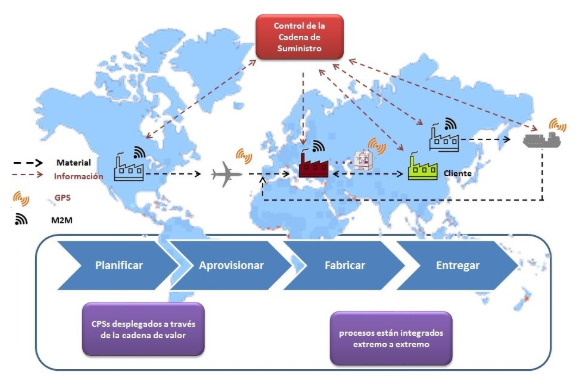 Control de la
Cadena de
Suministro
Material
Información
GPS
M2M
Cliente
Planificar
Aprovisionar
Fabricar
Entregar
CPSs desplegados a través
de la cadena de valor
procesos están integrados
extremo a extremo